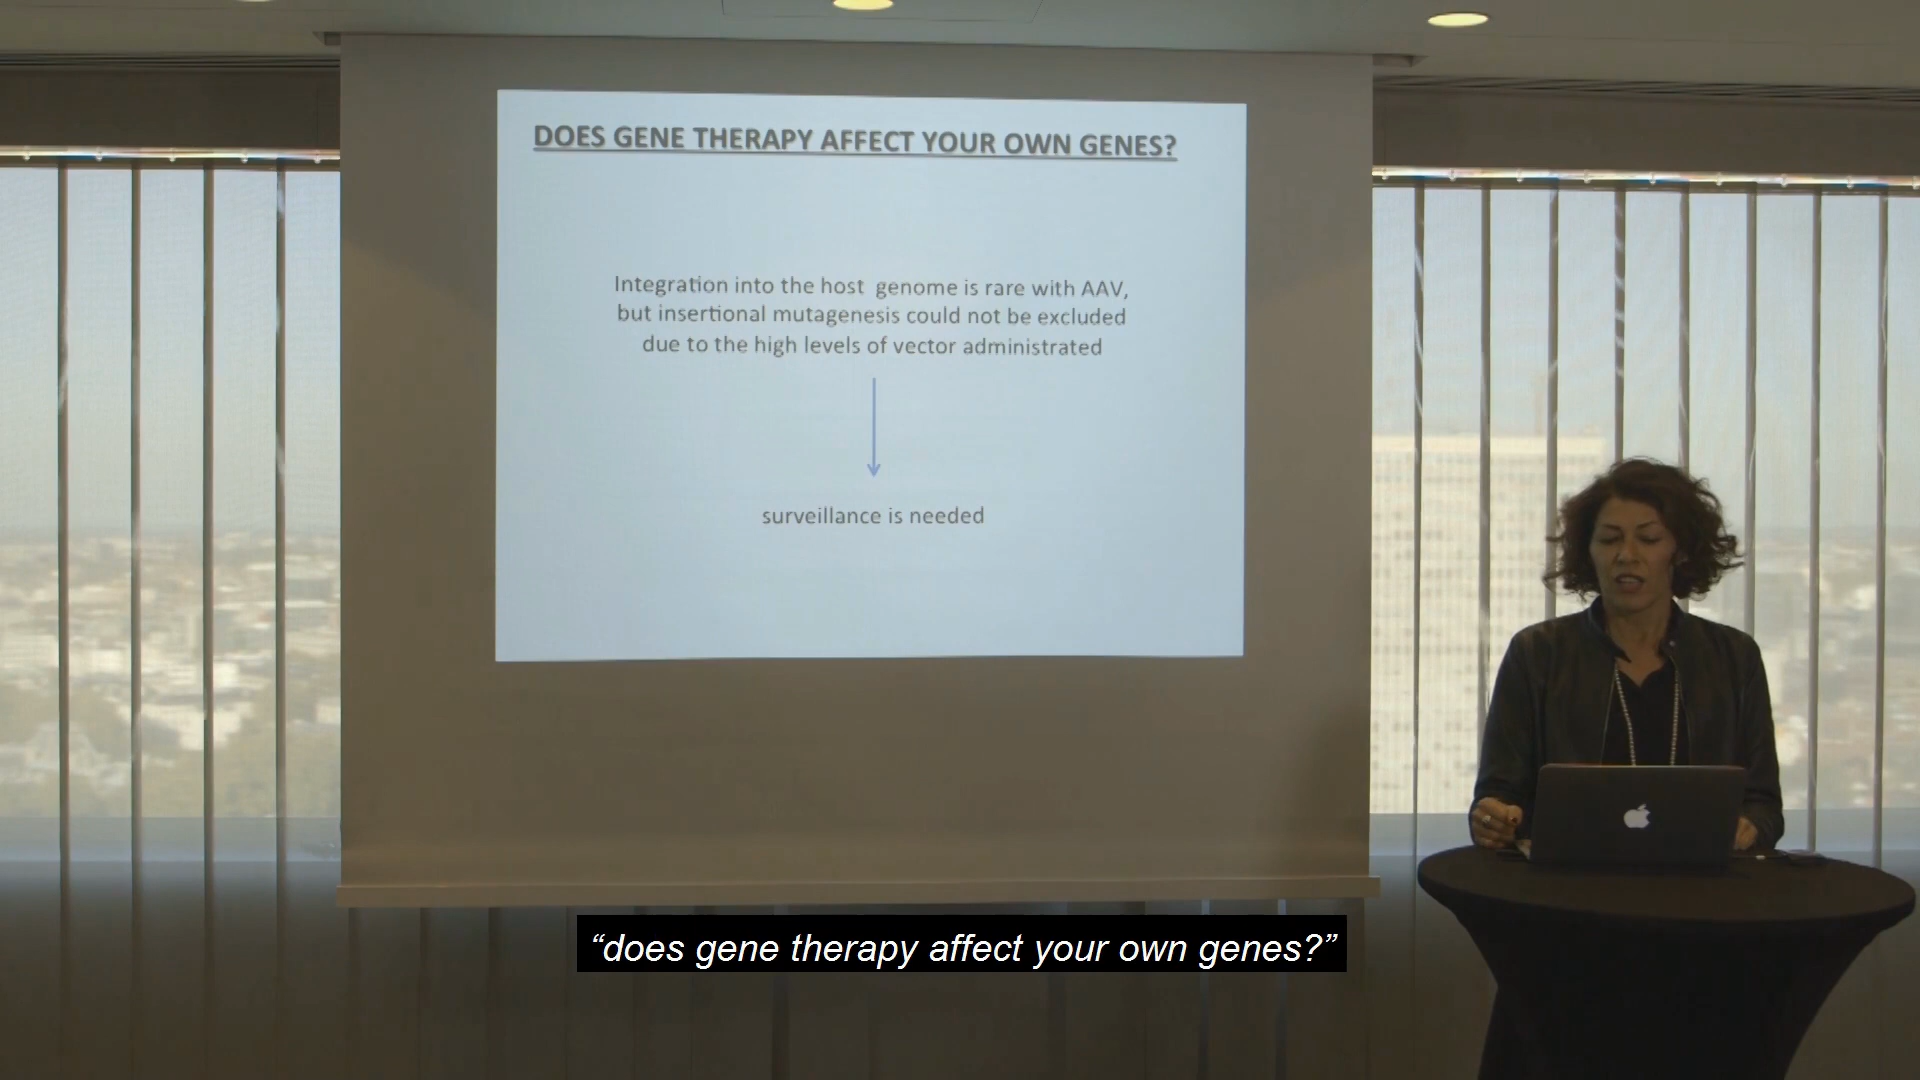 DOES GENE THERAPY AFFECT YOUR OWN GENES?
Integration into the host genome is rare with AAV,
but insertional mutagenesis could not be excluded
due to the high levels of vector administrated
surveillance is needed
“does gene therapy affect your own genes?”